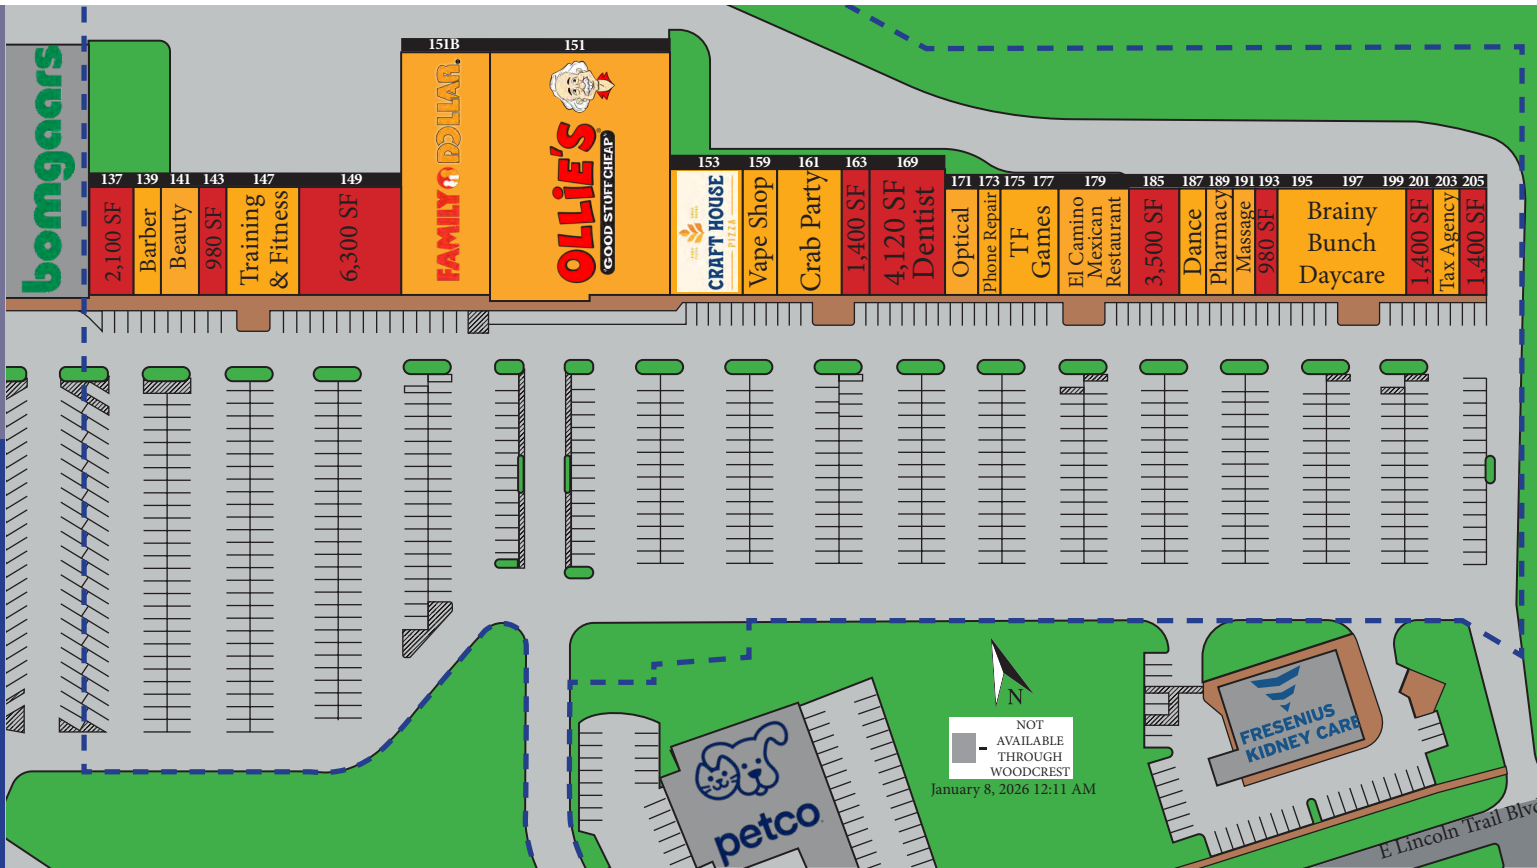 151B
151
bomgaars
FAMILY DOLLAR.
OLLIE'S
GOOD STUFF CHEAP
153
159
161
163
169
137
139
141
143
147
149
171
173
175
177
179
185
187
189
191
193
195
197
199
201
203
205
2,100 SF
Barber
Beauty
980 SF
Training
& Fitness
6,300 SF
CRAFT HOUSE
PIZZA
Vape Shop
Crab Party
1,400 SF
4,120 SF
Dentist
Optical
Phone Repair
TF
Games
El Camino
Mexican
Restaurant
3,500 SF
Dance
Pharmacy
Massage
980 SF
Brainy
Bunch
Daycare
1,400 SF
Tax Agency
1,400 SF
N
NOT
AVAILABLE
THROUGH
WOODCREST
January 8, 2026 12:11 AM
petco
FRESENIUS
KIDNEY CARE
E Lincoln Trail Blvd